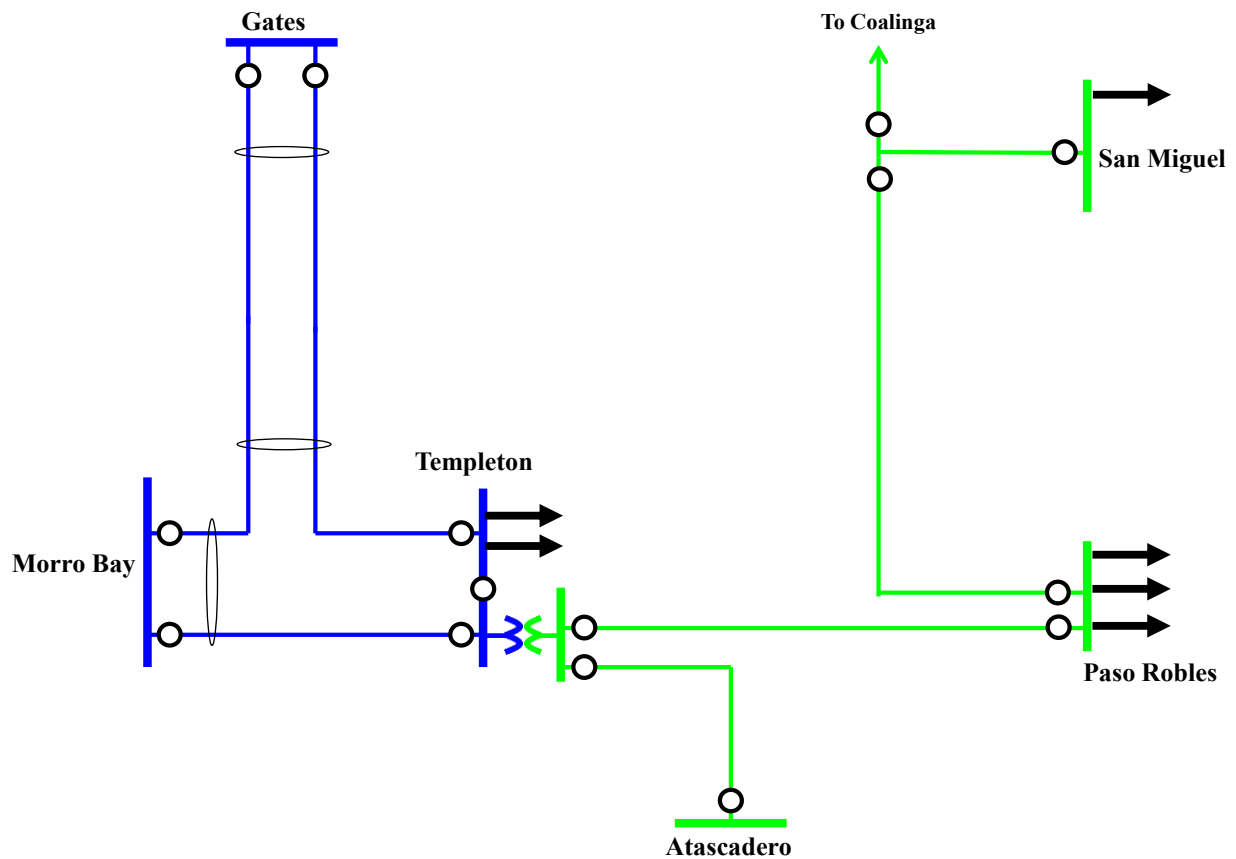 Gates
To Coalinga
San Miguel
Templeton
Morro Bay
Paso Robles
Atascadero